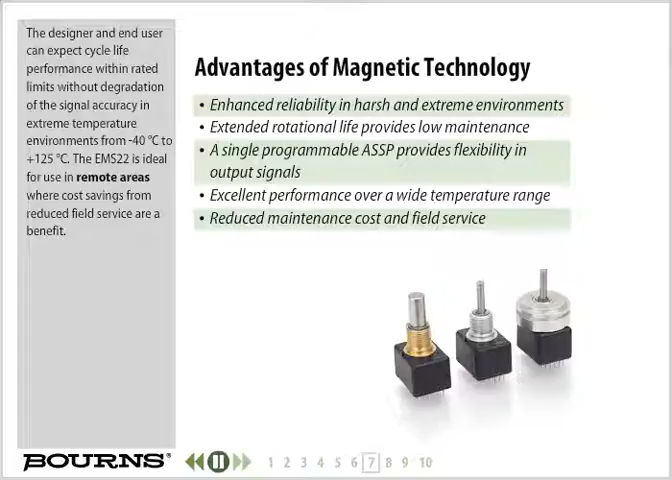 The designer and end user
can expect cycle life
performance within rated
limits without degradation
of the signal accuracy in
extreme temperature
environments from -40 °C to
+125 °C. The EMS22 is ideal
for use in remote areas
where cost savings from
reduced field service are a
benefit.
Advantages of Magnetic Technology
• Enhanced reliability in harsh and extreme environments
• Extended rotational life provides low maintenance
• A single programmable ASSP provides flexibility in
output signals
• Excellent performance over a wide temperature range
• Reduced maintenance cost and field service
BOURNS®
1 2 3 4 5 6 7 8 9 10